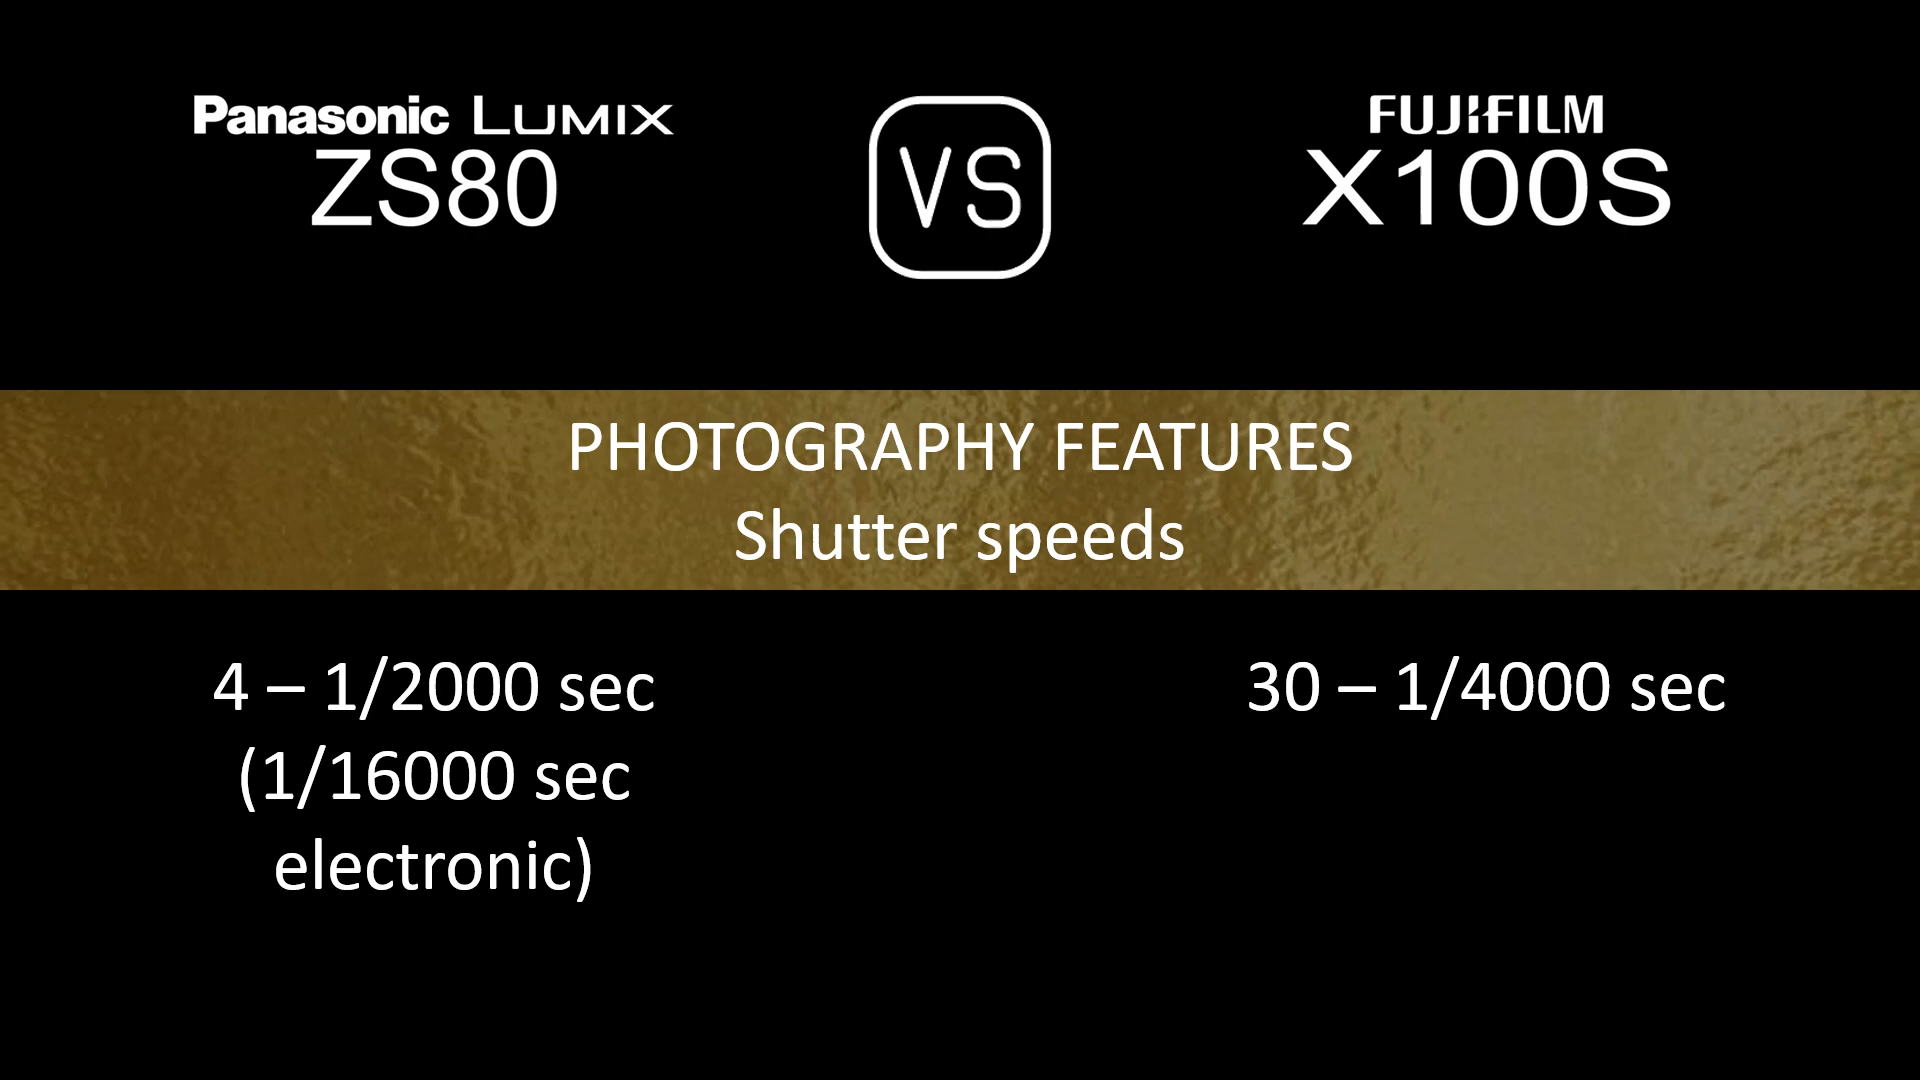 Panasonic LUMIX
ZS80
VS
FUJIFILM
X100S
PHOTOGRAPHY FEATURES
Shutter speeds
4 – 1/2000 sec
(1/16000 sec
electronic)
30 – 1/4000 sec